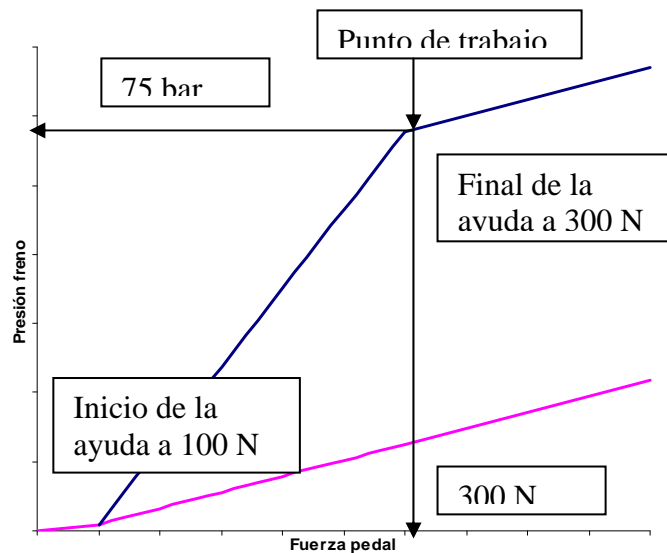 Punto de trabajo
75 bar
Final de la
ayuda a 300 N
Presión freno
Inicio de la
ayuda a 100 N
300 N
Fuerza pedal